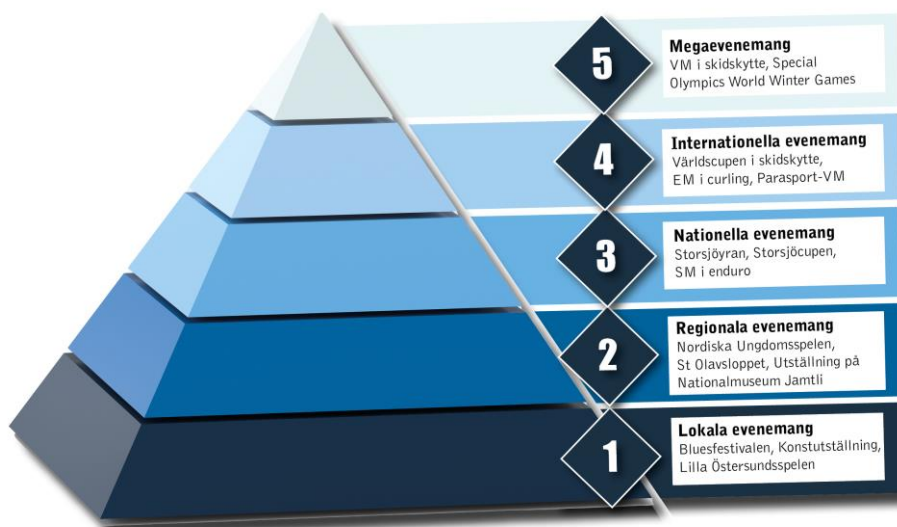 5
Megaevenemang
VM i skidskytte, Special
Olympics World Winter Games
4
Internationella evenemang
Världscupen i skidskytte,
EM i curling, Parasport-VM
3
Nationella evenemang
Storsjöyran, Storsjöcupen,
SM i enduro
2
Regionala evenemang
Nordiska Ungdomsspelen,
St Olavsloppet, Utställning på
Nationalmuseum Jamtli
1
Lokala evenemang
Bluesfestivalen, Konstutställning,
Lilla Östersundsspelen